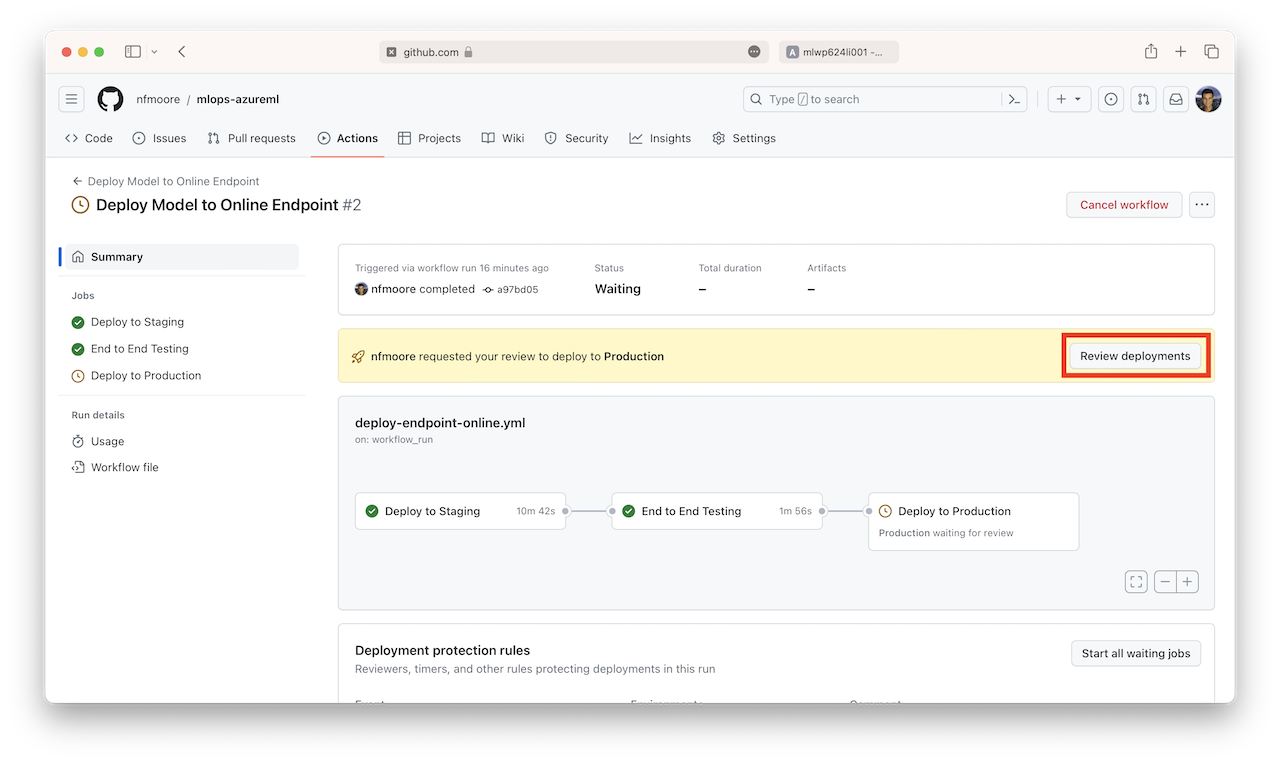 github.com
A mlwp624li001 -...
nfmoore / mlops-azureml
Type / to search
Code Issues Pull requests Actions Projects Wiki Security Insights Settings
Deploy Model to Online Endpoint
Deploy Model to Online Endpoint #2
Cancel workflow
Summary
Jobs
Deploy to Staging
End to End Testing
Deploy to Production
Run details
Usage
Workflow file
Triggered via workflow run 16 minutes ago Status Total duration Artifacts
nfmoore completed a97bd05 Waiting – –
nfmoore requested your review to deploy to Production
Review deployments
deploy-endpoint-online.yml
on: workflow_run
Deploy to Staging 10m 42s
End to End Testing 1m 56s
Deploy to Production
Production waiting for review
Deployment protection rules
Reviewers, timers, and other rules protecting deployments in this run
Start all waiting jobs